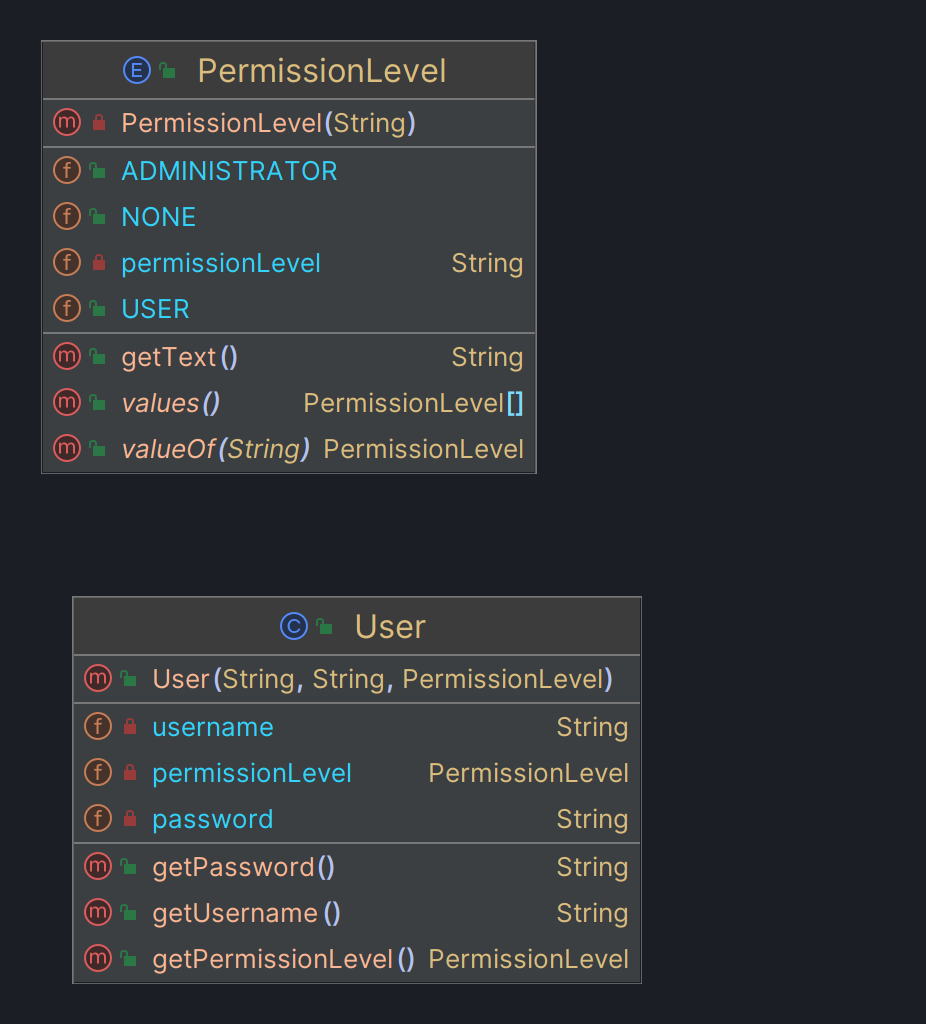 E PermissionLevel
m PermissionLevel(String)
f ADMINISTRATOR
f NONE
f permissionLevel String
f USER
m getText() String
m values() PermissionLevel[]
m valueOf(String) PermissionLevel
C User
m User(String, String, PermissionLevel)
f username String
f permissionLevel PermissionLevel
f password String
m getPassword() String
m getUsername() String
m getPermissionLevel() PermissionLevel